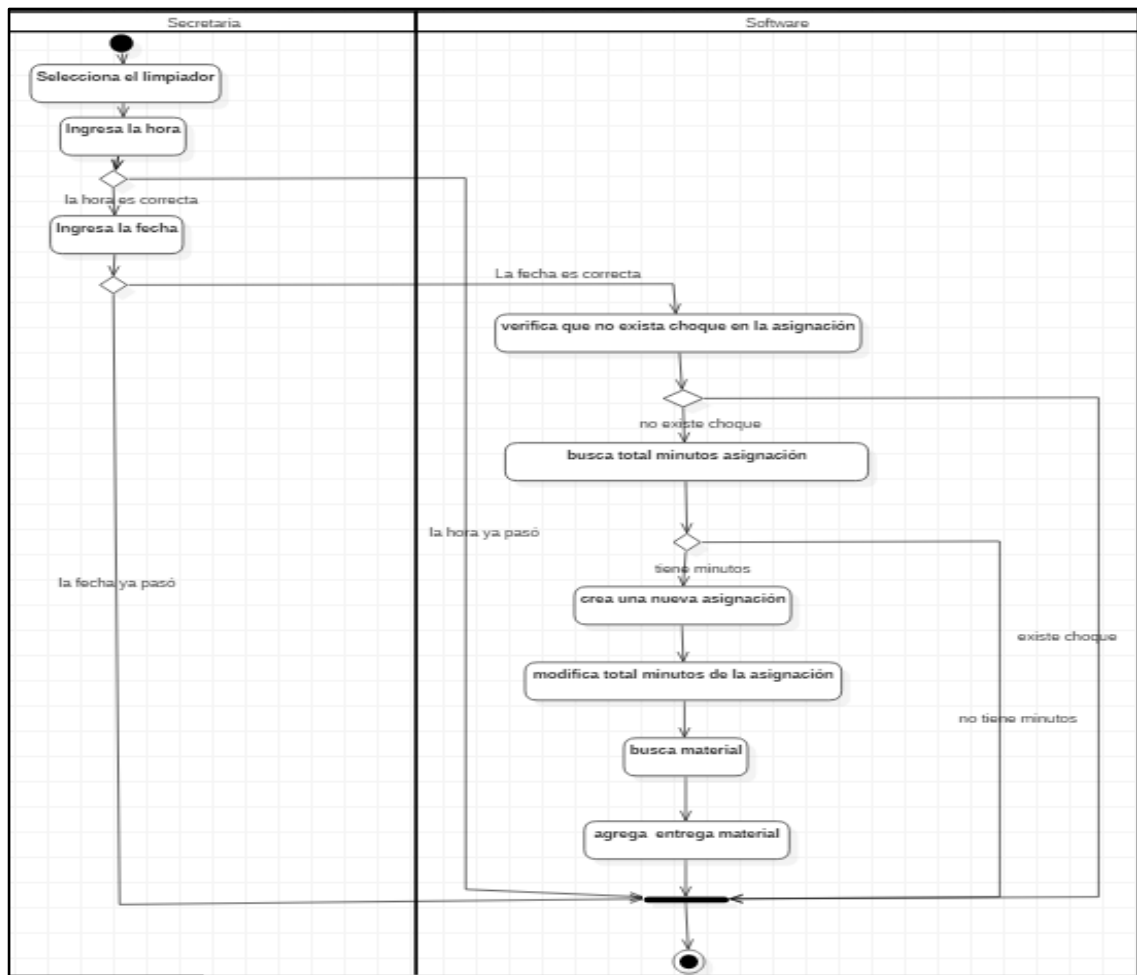 Secretaria
Software
Selecciona el limpiador
Ingresa la hora
la hora es correcta
Ingresa la fecha
La fecha es correcta
verifica que no exista choque en la asignación
no existe choque
busca total minutos asignación
la hora ya pasó
tiene minutos
la fecha ya pasó
crea una nueva asignación
existe choque
modifica total minutos de la asignación
no tiene minutos
busca material
agrega entrega material